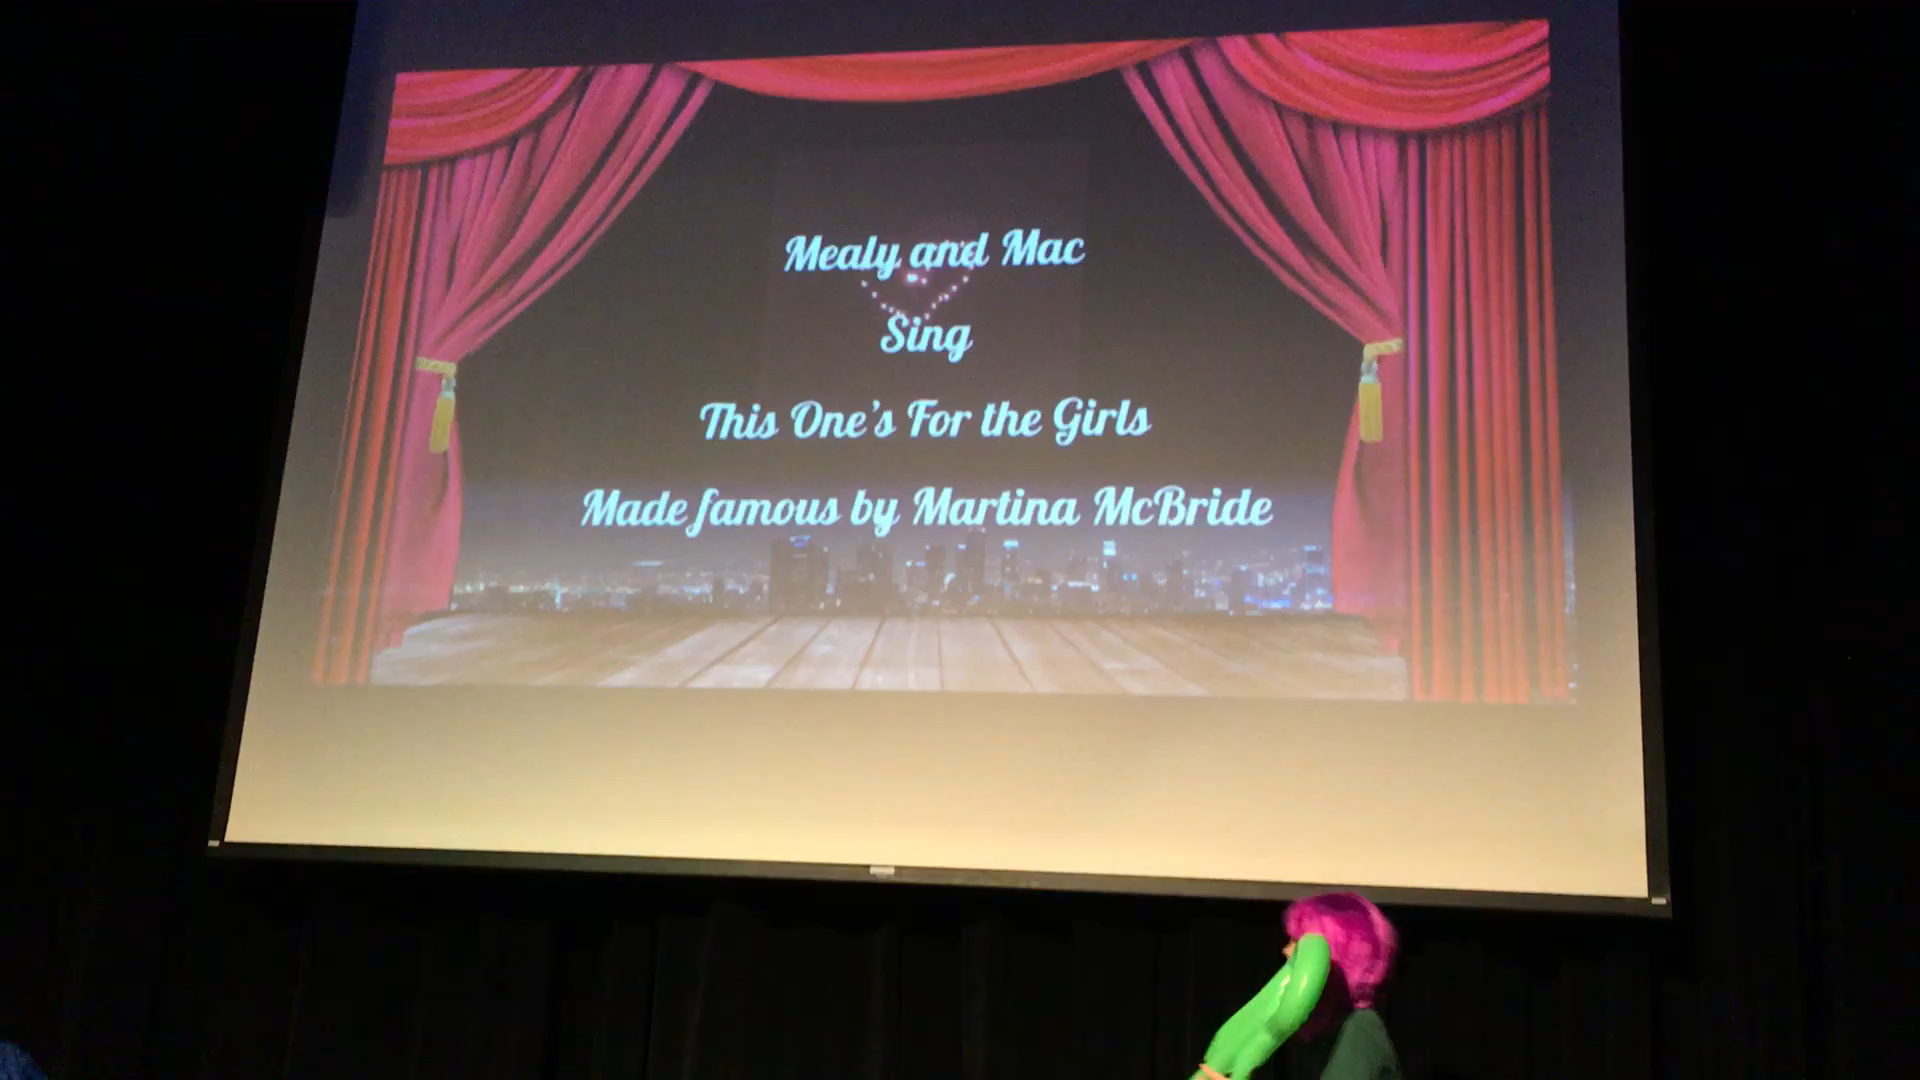 Mealy and Mac
Sing
This One's For the Girls
Made famous by Martina McBride